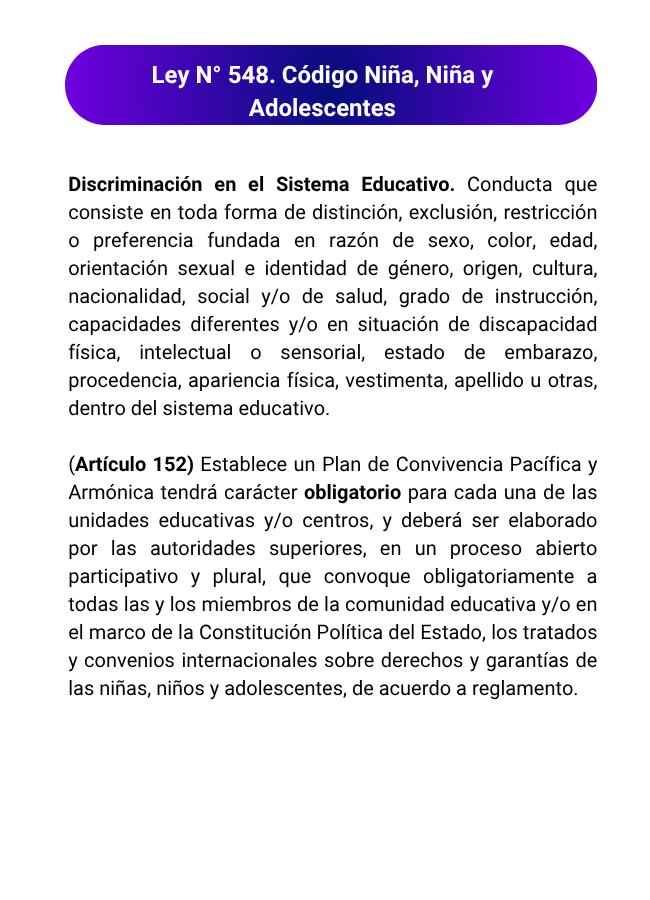 Ley N° 548. Código Niña, Niña y
Adolescentes
Discriminación en el Sistema Educativo. Conducta que
consiste en toda forma de distinción, exclusión, restricción
o preferencia fundada en razón de sexo, color, edad,
orientación sexual e identidad de género, origen, cultura,
nacionalidad, social y/o de salud, grado de instrucción,
capacidades diferentes y/o en situación de discapacidad
física, intelectual o sensorial, estado de embarazo,
procedencia, apariencia física, vestimenta, apellido u otras,
dentro del sistema educativo.
(Artículo 152) Establece un Plan de Convivencia Pacífica y
Armónica tendrá carácter obligatorio para cada una de las
unidades educativas y/o centros, y deberá ser elaborado
por las autoridades superiores, en un proceso abierto
participativo y plural, que convoque obligatoriamente a
todas las y los miembros de la comunidad educativa y/o en
el marco de la Constitución Política del Estado, los tratados
y convenios internacionales sobre derechos y garantías de
las niñas, niños y adolescentes, de acuerdo a reglamento.